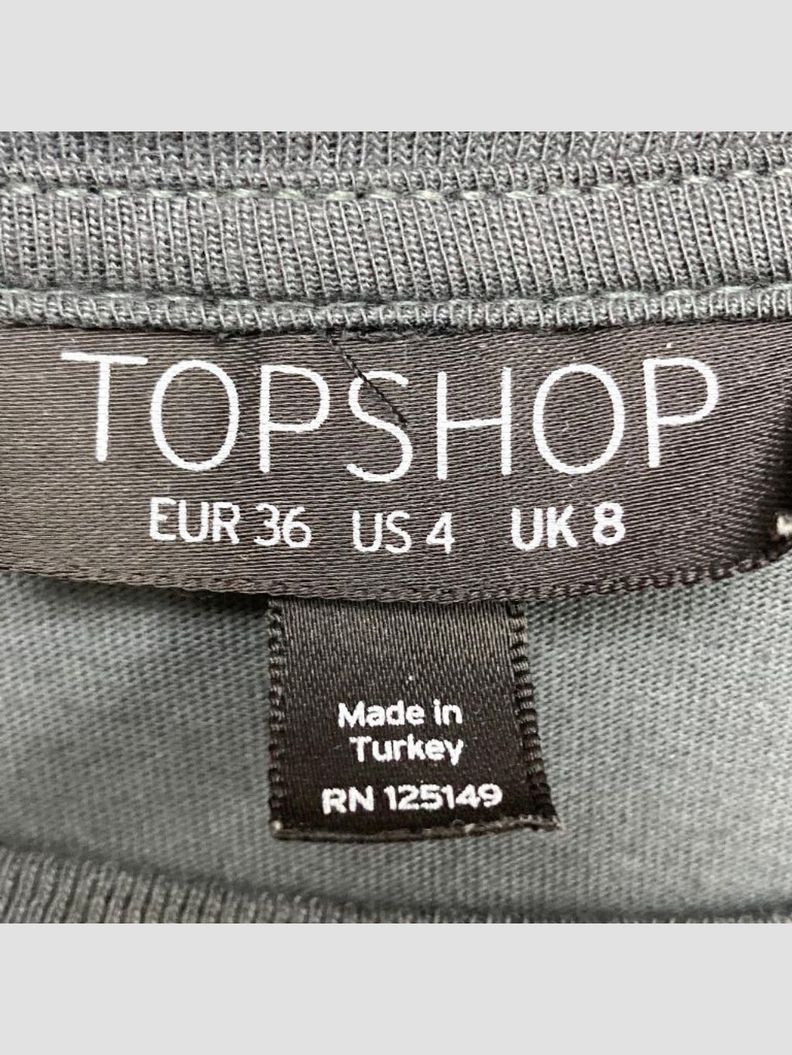 TOPSHOP
EUR 36 US 4 UK 8
Made in
Turkey
RN 125149